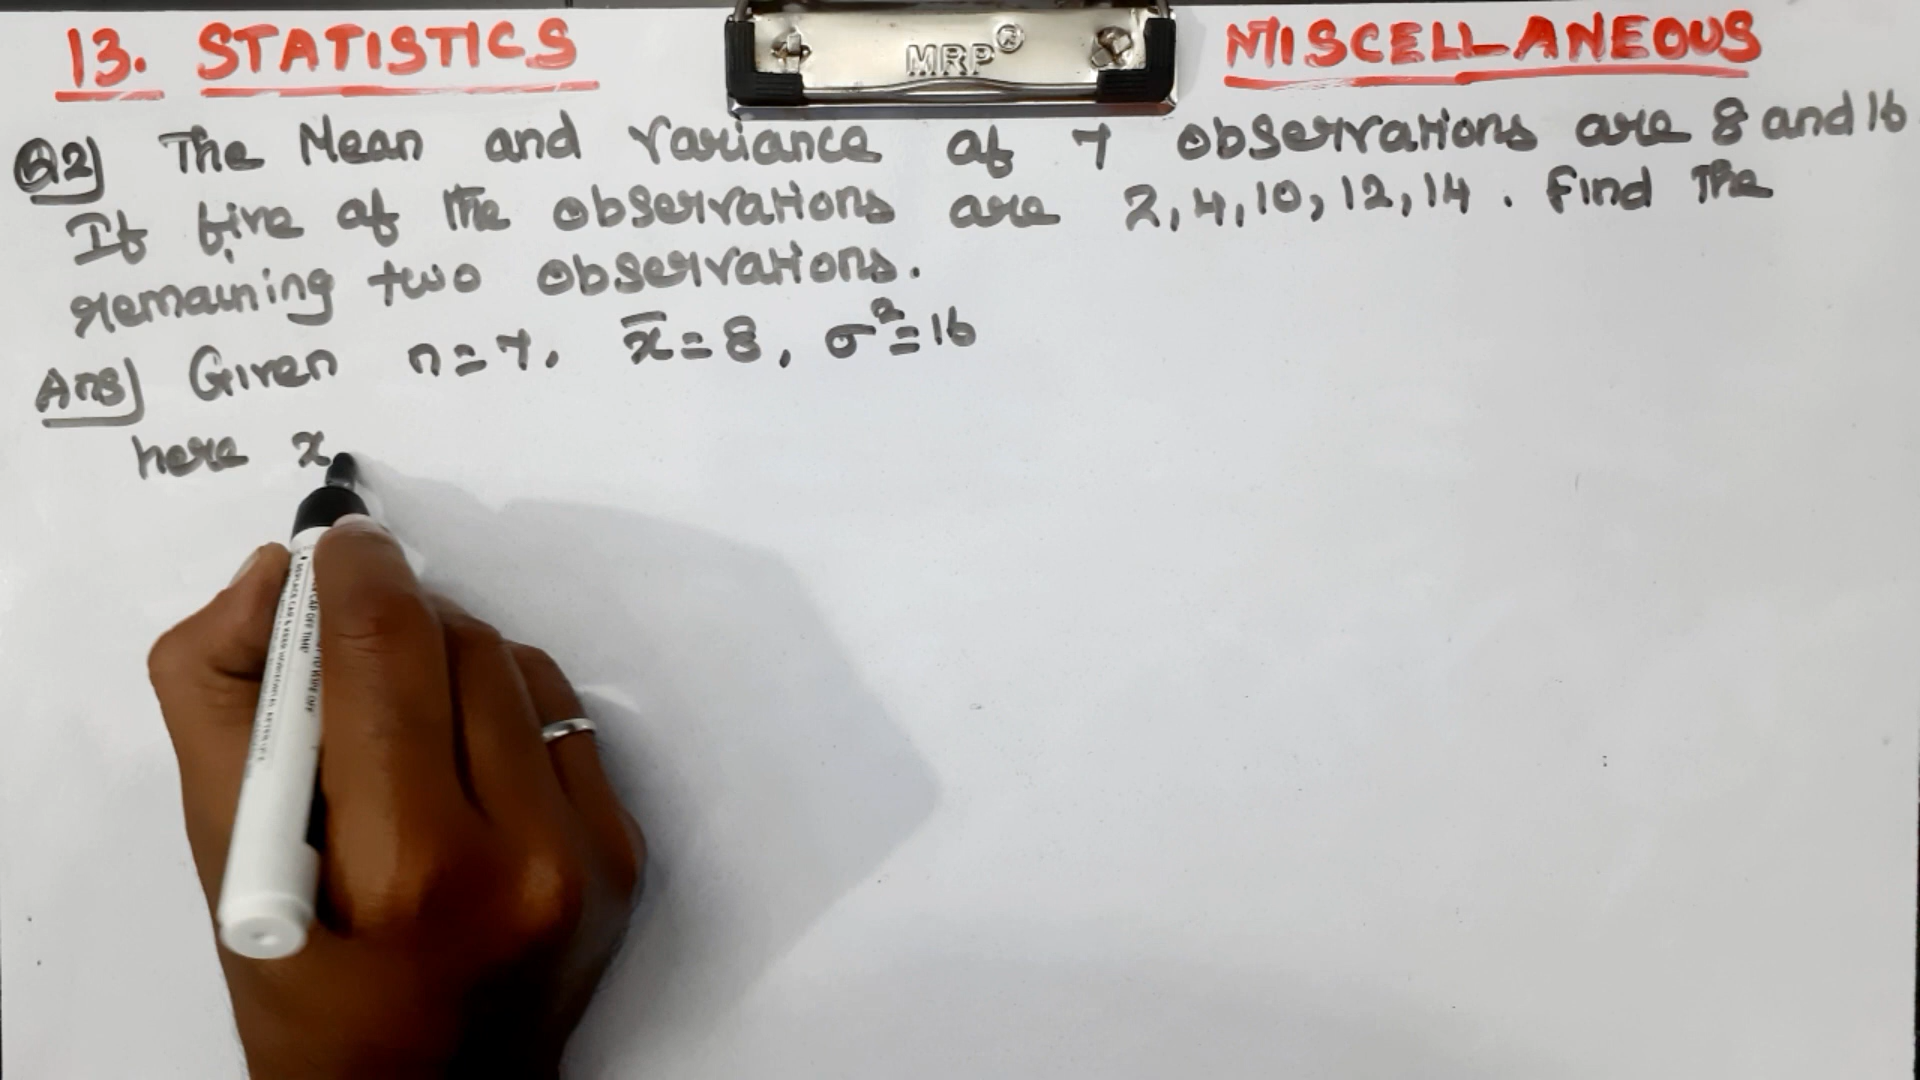 13. STATISTICS
MRP®
MISCELLANEOUS
Q2) The Mean and Variance of 7 observations are 8 and 16
If five of the observations are 2, 4, 10, 12, 14. Find the
remaining two observations.
Ans) Given n=7, x̄=8, σ²=16
here x